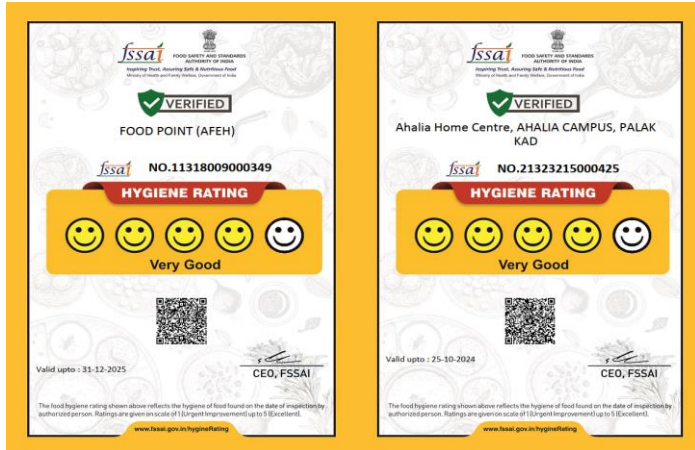 fssai
FOOD SAFETY AND STANDARDS
AUTHORITY OF INDIA
Inspiring Trust, Assuring Safe & Nutritious Food
Ministry of Health and Family Welfare, Government of India
VERIFIED
FOOD POINT (AFEH)
fssai NO.11318009000349
HYGIENE RATING
Very Good
Valid upto : 31-12-2025
CEO, FSSAI
The food hygiene rating shown above reflects the hygiene of food found on the date of inspection by
authorized person. Ratings are given on scale of 1 (Urgent Improvement) up to 5 (Excellent).
www.fssai.gov.in/hygineRating
fssai
FOOD SAFETY AND STANDARDS
AUTHORITY OF INDIA
Inspiring Trust, Assuring Safe & Nutritious Food
Ministry of Health and Family Welfare, Government of India
VERIFIED
Ahalia Home Centre, AHALIA CAMPUS, PALAK
KAD
fssai NO.21323215000425
HYGIENE RATING
Very Good
Valid upto : 25-10-2024
CEO, FSSAI
The food hygiene rating shown above reflects the hygiene of food found on the date of inspection by
authorized person. Ratings are given on scale of 1 (Urgent Improvement) up to 5 (Excellent).
www.fssai.gov.in/hygineRating